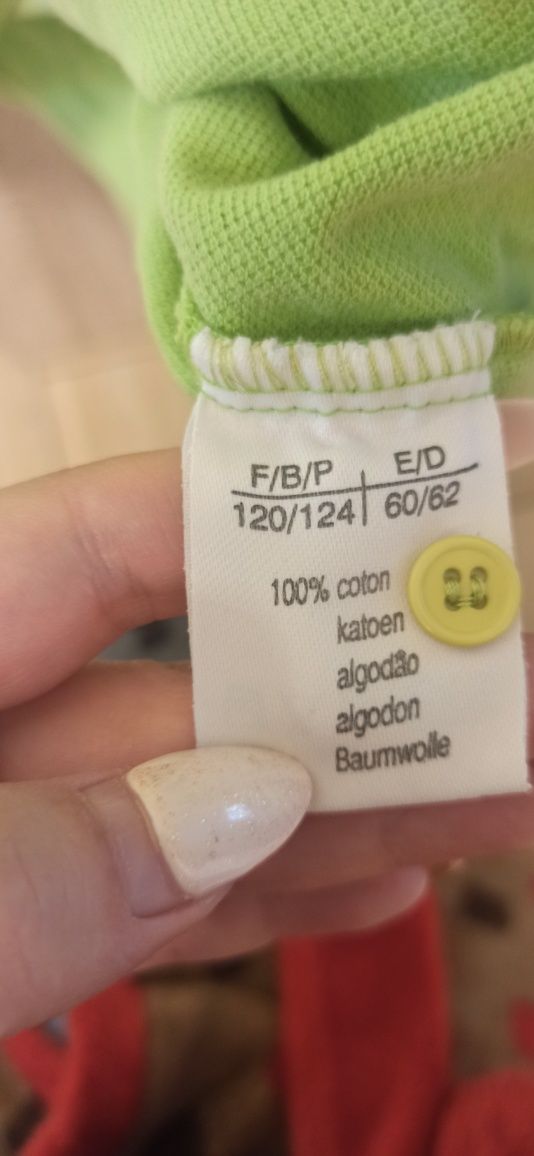 F/B/P E/D
120/124 60/62
100% coton
katoen
algodão
algodon
Baumwolle